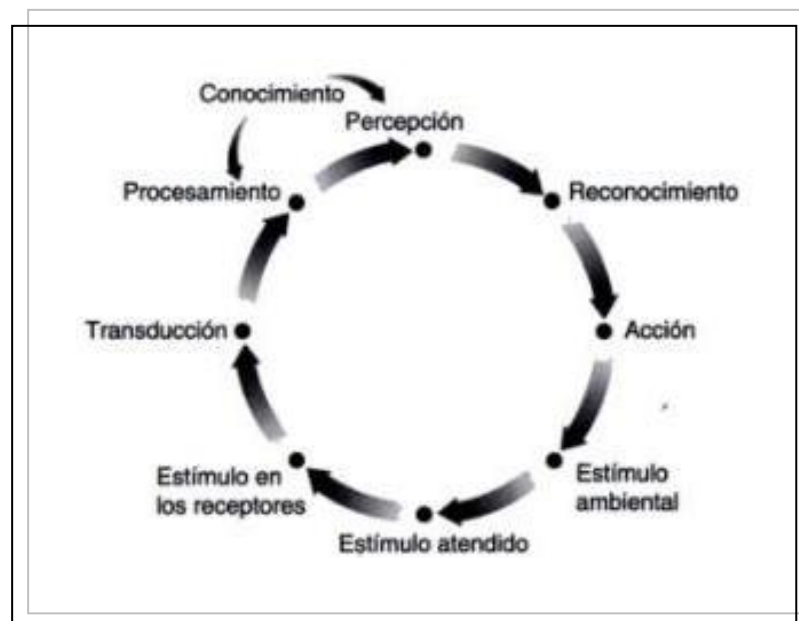 Conocimiento
Percepción
Procesamiento
Reconocimiento
Transducción
Acción
Estímulo en
los receptores
Estímulo
ambiental
Estímulo atendido